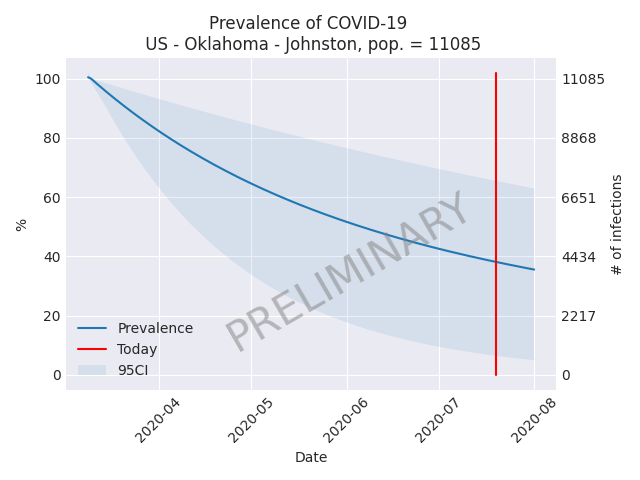 Prevalence of COVID-19
US - Oklahoma - Johnston, pop. = 11085
100
80
60
40
20
0
%
11085
8868
6651
4434
2217
0
# of infections
PRELIMINARY
Prevalence
Today
95CI
2020-04
2020-05
2020-06
2020-07
2020-08
Date